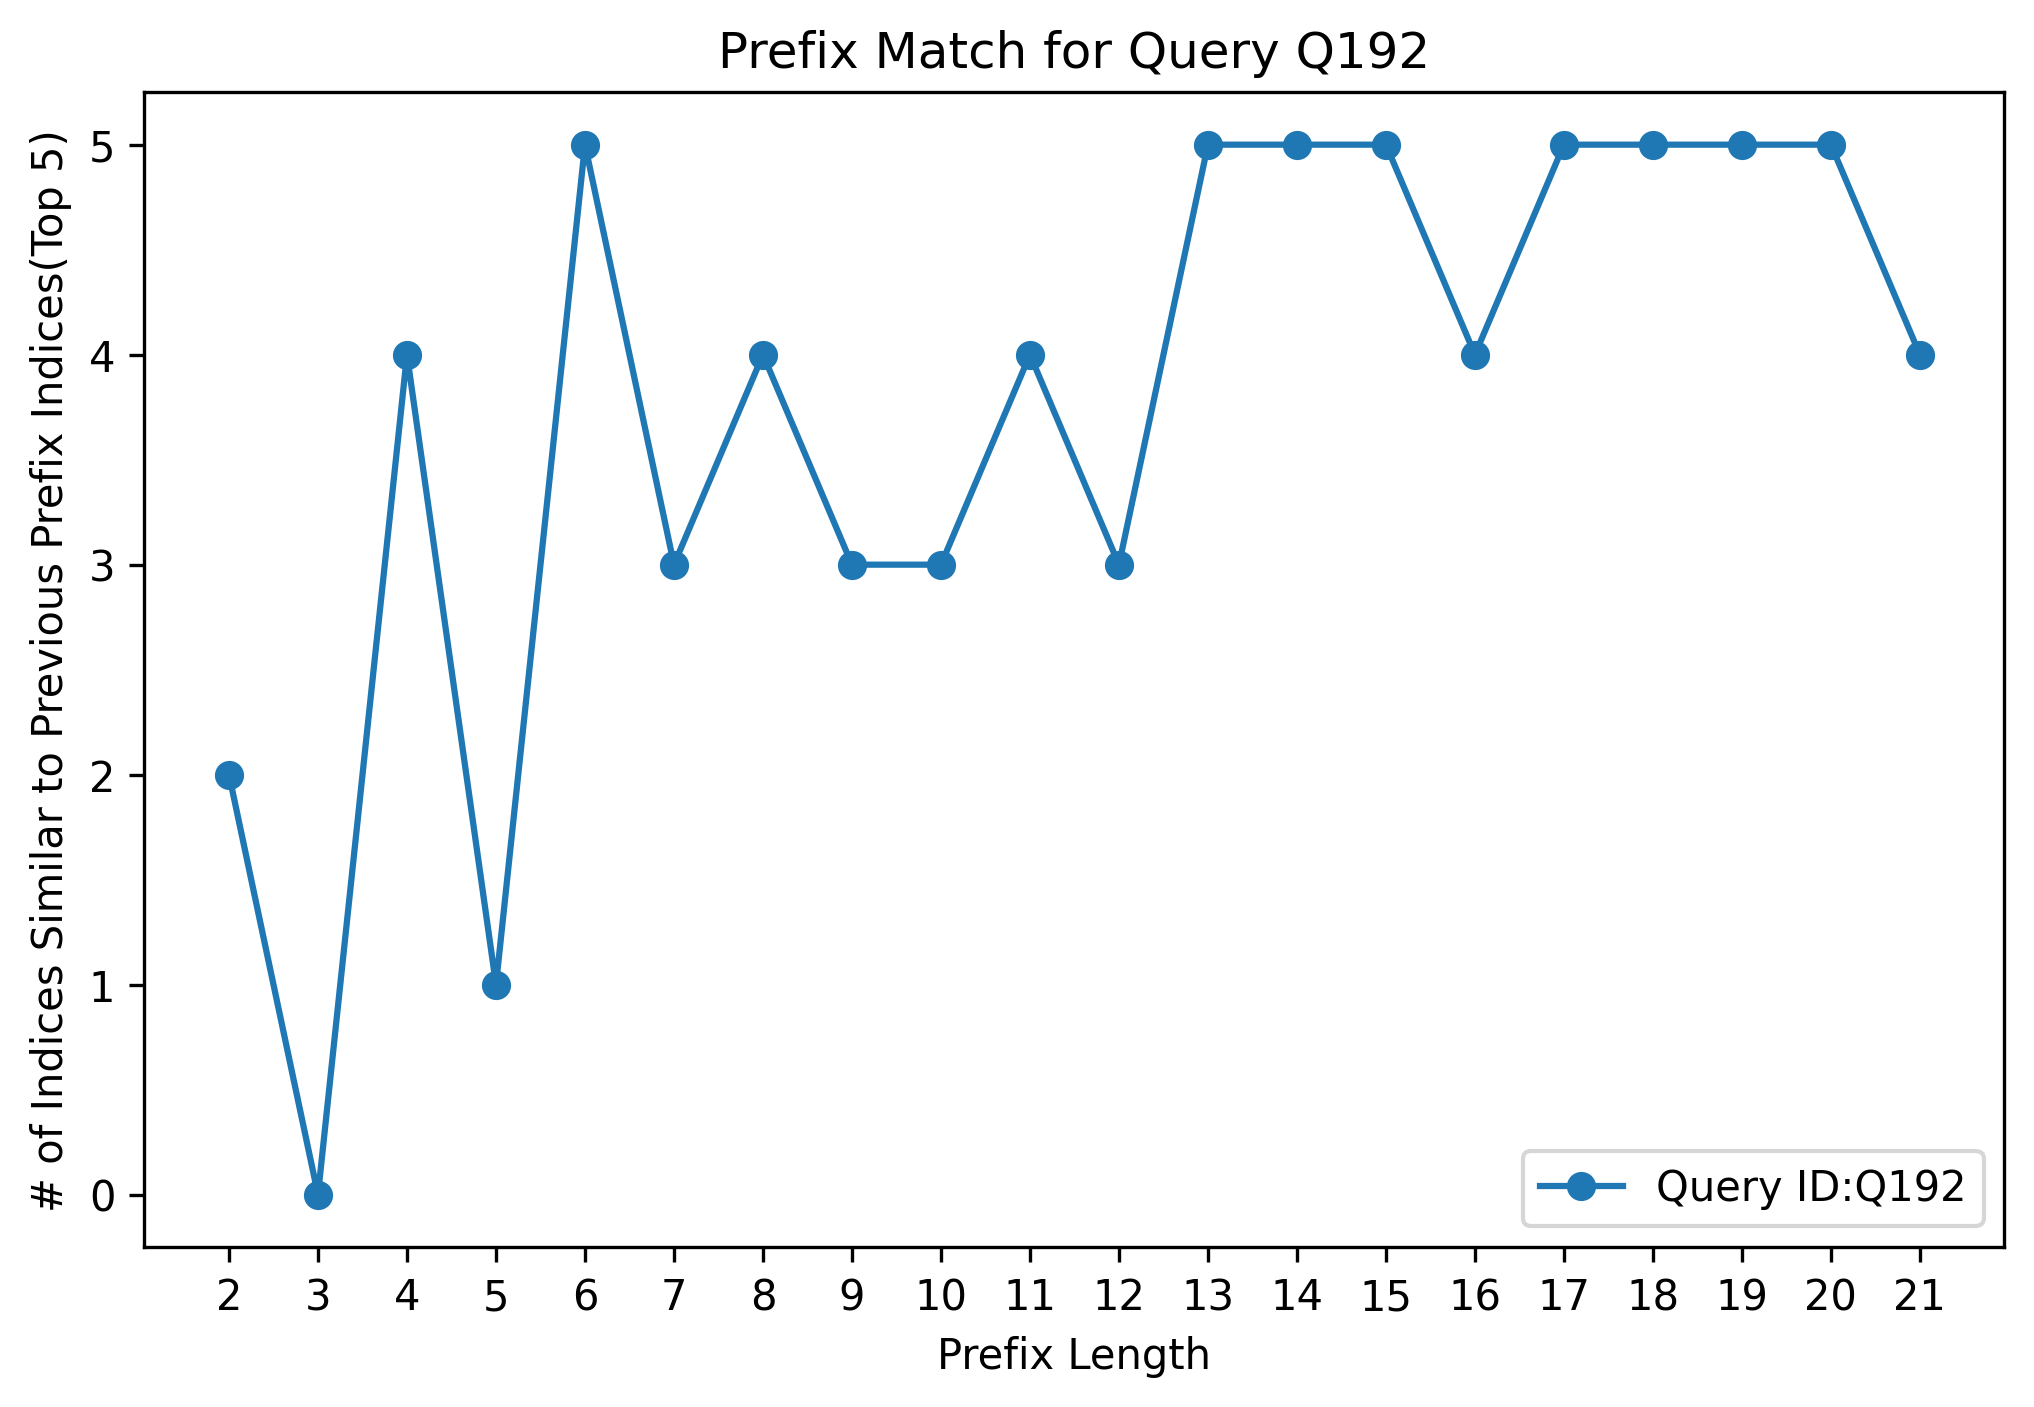 Prefix Match for Query Q192
# of Indices Similar to Previous Prefix Indices(Top 5)
5
4
3
2
1
0
Query ID:Q192
2 3 4 5 6 7 8 9 10 11 12 13 14 15 16 17 18 19 20 21
Prefix Length